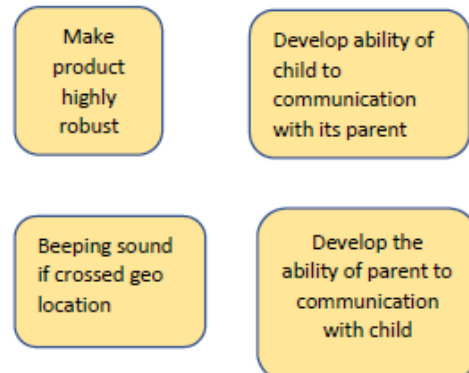 Make
product
highly
robust
Develop ability of
child to
communication
with its parent
Beeping sound
if crossed geo
location
Develop the
ability of parent to
communication
with child